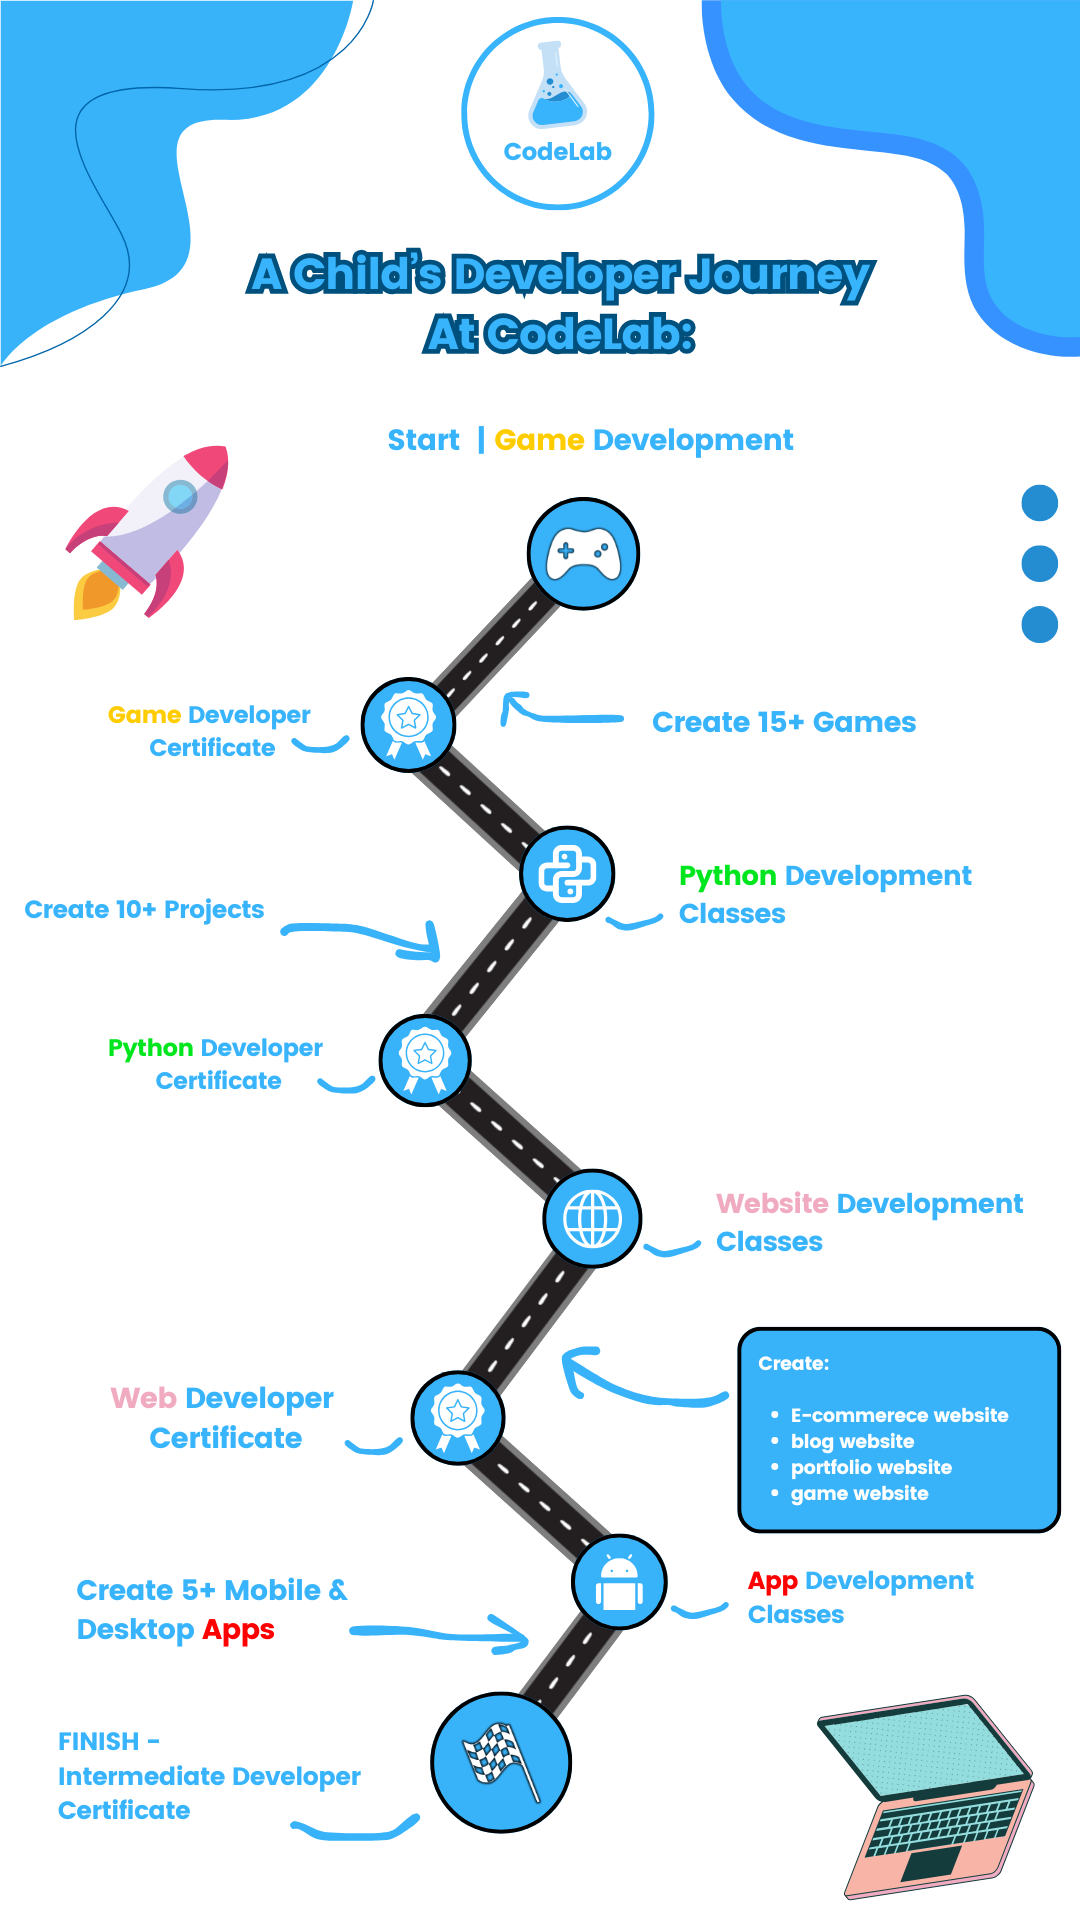 CodeLab
A Child's Developer Journey
At CodeLab:
Start | Game Development
Game Developer
Certificate
Create 15+ Games
Python Development
Classes
Create 10+ Projects
Python Developer
Certificate
Website Development
Classes
Create:
• E-commerece website
• blog website
• portfolio website
• game website
Web Developer
Certificate
App Development
Classes
Create 5+ Mobile &
Desktop Apps
FINISH -
Intermediate Developer
Certificate